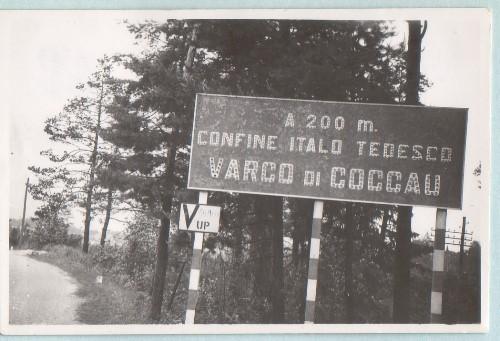 A 200 m.
CONFINE ITALO TEDESCO
VARCO DI COCCAU
V
UP